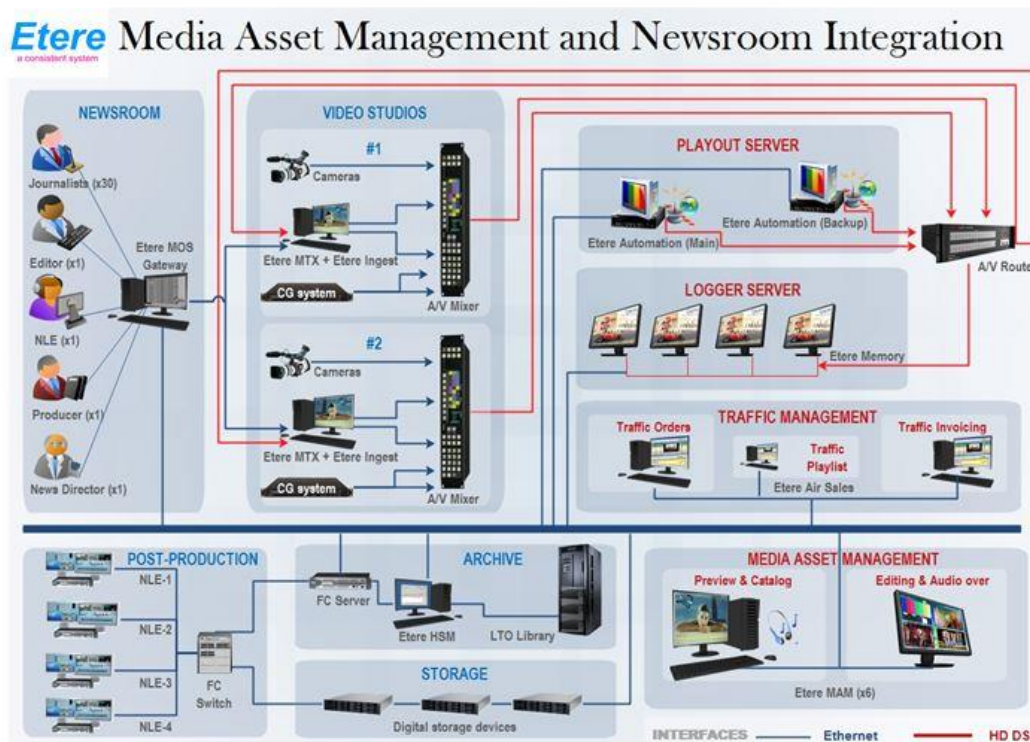 Etere Media Asset Management and Newsroom Integration
a consistent system
NEWSROOM
Journalists (x30)
Editor (x1)
Etere MOS
Gateway
NLE (x1)
Producer (x1)
News Director (x1)
VIDEO STUDIOS
#1
Cameras
Etere MTX + Etere Ingest
CG system
A/V Mixer
#2
Cameras
Etere MTX + Etere Ingest
CG system
A/V Mixer
PLAYOUT SERVER
Etere Automation (Backup)
Etere Automation (Main)
A/V Route
LOGGER SERVER
Etere Memory
TRAFFIC MANAGEMENT
Traffic Orders
Traffic
Playlist
Traffic Invoicing
Etere Air Sales
POST-PRODUCTION
NLE-1
NLE-2
NLE-3
NLE-4
FC
Switch
ARCHIVE
FC Server
Etere HSM
LTO Library
STORAGE
Digital storage devices
MEDIA ASSET MANAGEMENT
Preview & Catalog
Editing & Audio over
Etere MAM (x6)
INTERFACES
Ethernet
HD DS